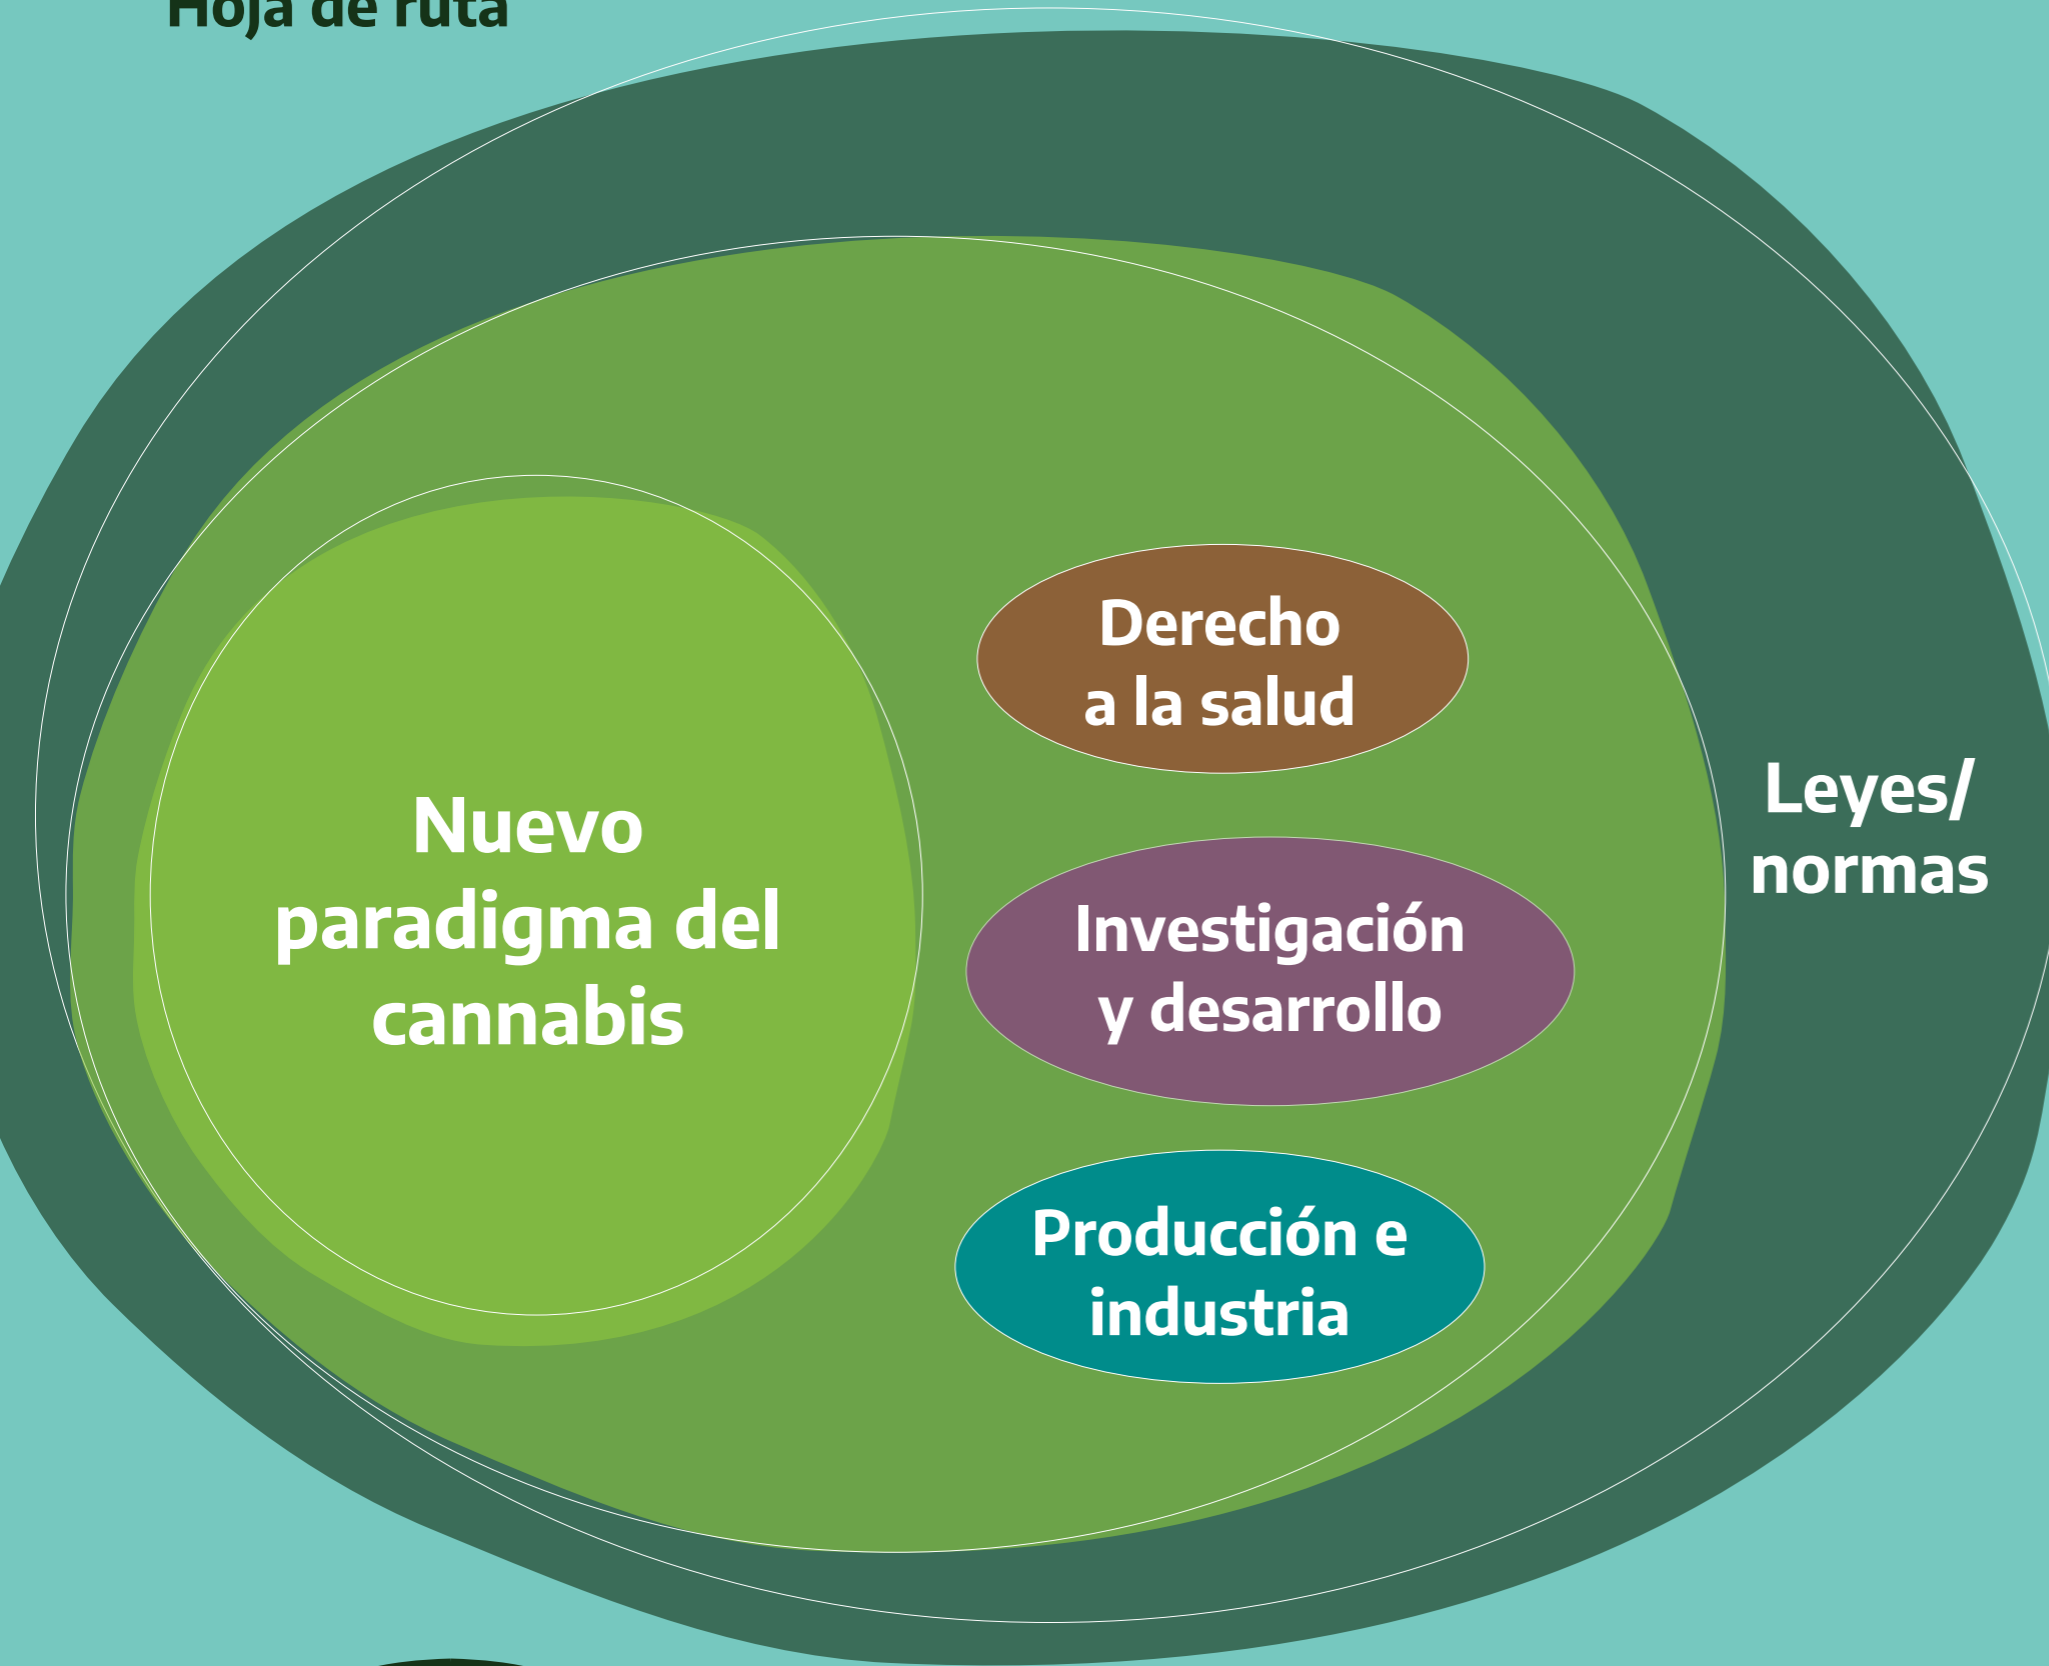 Hoja de ruta
Nuevo
paradigma del
cannabis
Derecho
a la salud
Investigación
y desarrollo
Producción e
industria
Leyes/
normas